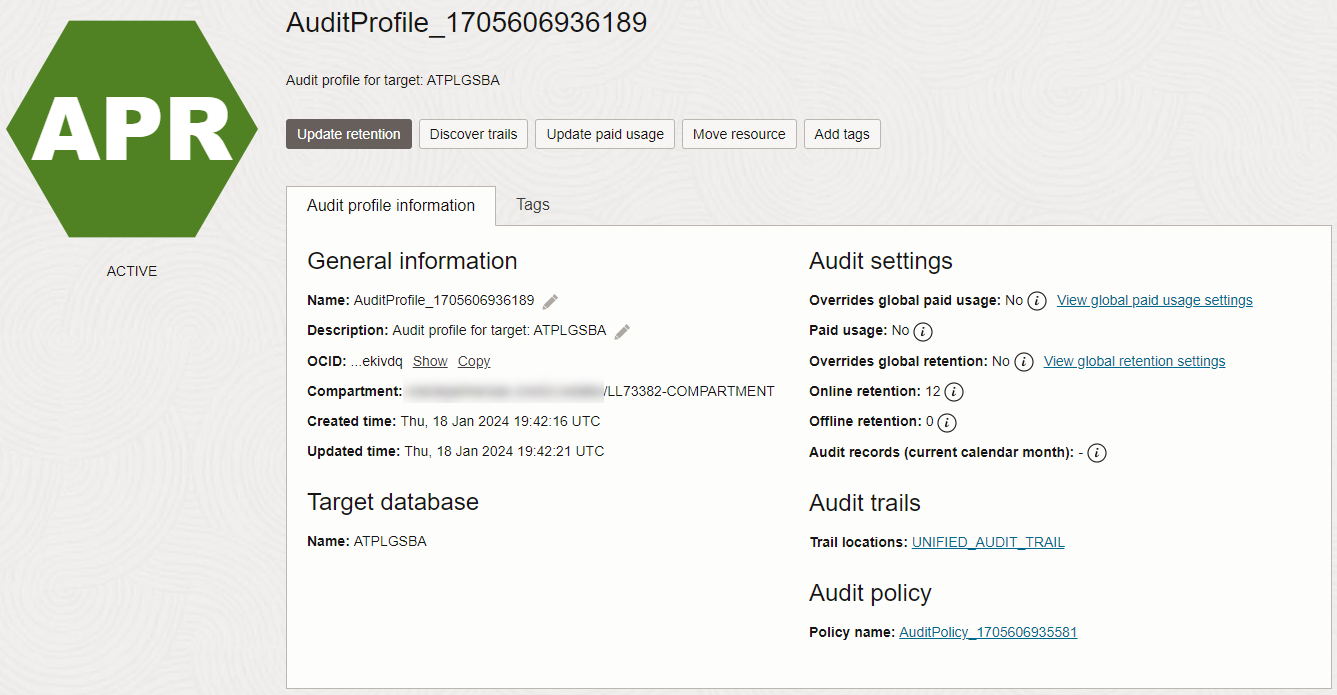 APR
ACTIVE
AuditProfile_1705606936189
Audit profile for target: ATPLGSBA
Update retention Discover trails Update paid usage Move resource Add tags
Audit profile information Tags
General information
Name: AuditProfile_1705606936189
Description: Audit profile for target: ATPLGSBA
OCID: ...ekivdq Show Copy
Compartment: /LL73382-COMPARTMENT
Created time: Thu, 18 Jan 2024 19:42:16 UTC
Updated time: Thu, 18 Jan 2024 19:42:21 UTC
Target database
Name: ATPLGSBA
Audit settings
Overrides global paid usage: No i View global paid usage settings
Paid usage: No i
Overrides global retention: No i View global retention settings
Online retention: 12 i
Offline retention: 0 i
Audit records (current calendar month): - i
Audit trails
Trail locations: UNIFIED_AUDIT_TRAIL
Audit policy
Policy name: AuditPolicy_1705606935581